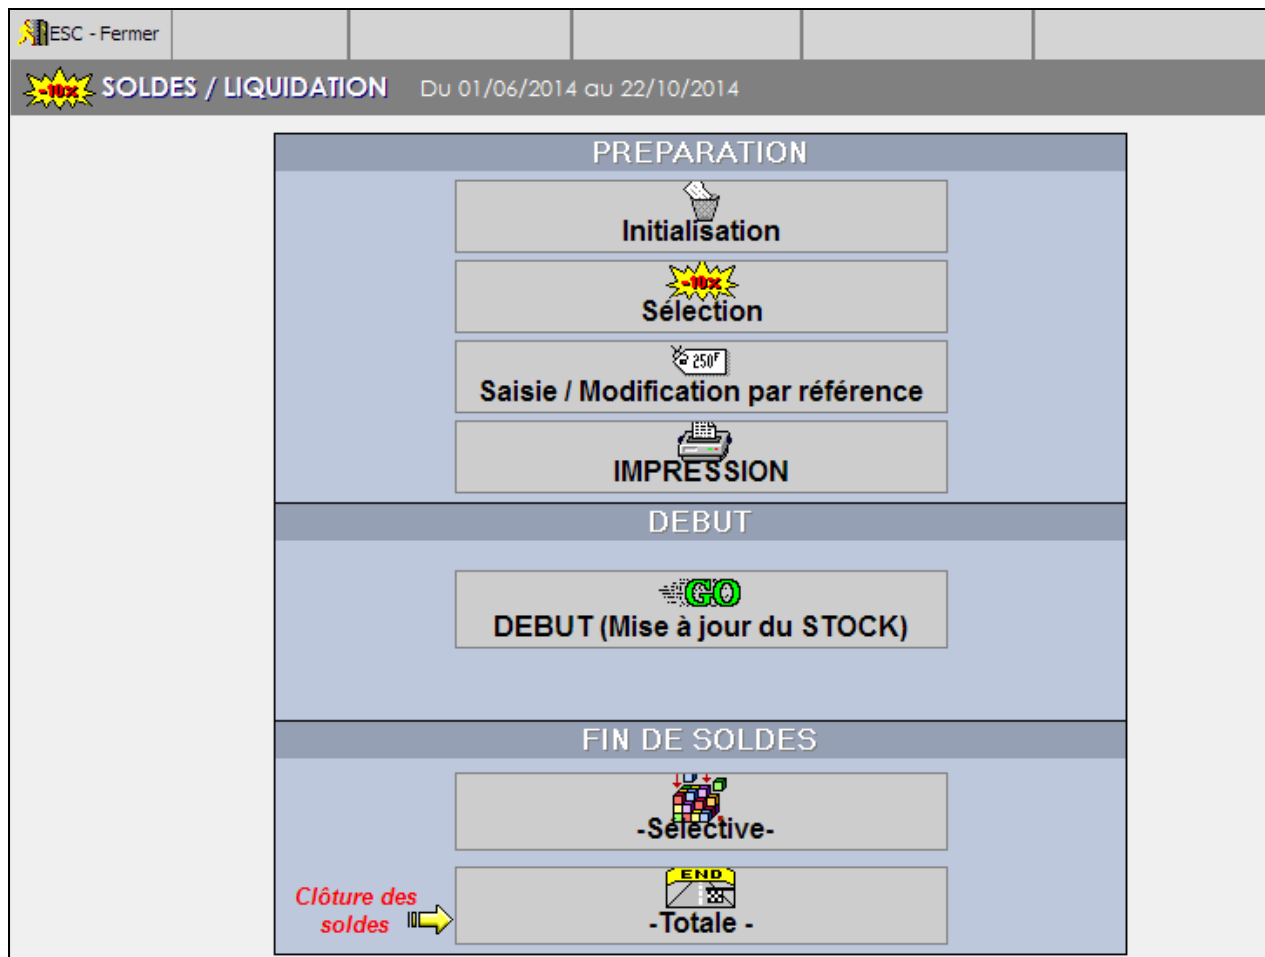 ESC - Fermer
-10% SOLDES / LIQUIDATION Du 01/06/2014 au 22/10/2014
PREPARATION
Initialisation
-10%
Sélection
250F
Saisie / Modification par référence
IMPRESSION
DEBUT
GO
DEBUT (Mise à jour du STOCK)
FIN DE SOLDES
-Sélective-
END
Clôture des
soldes
-Totale -